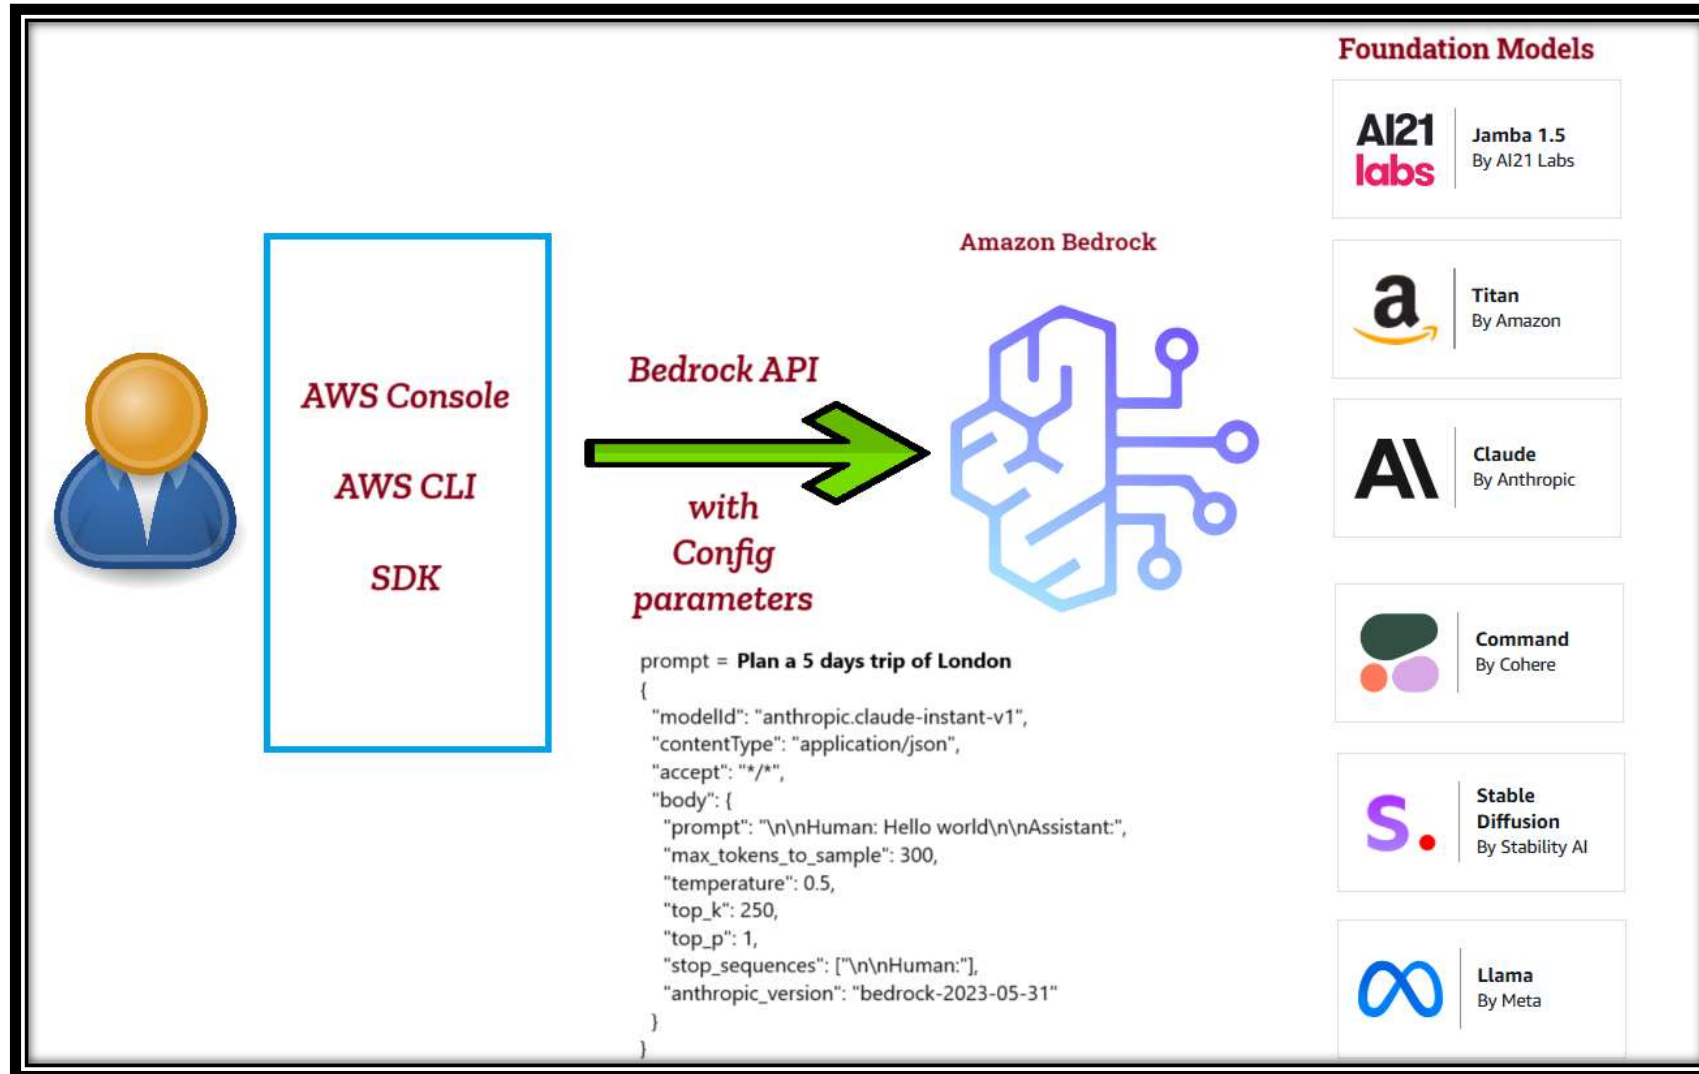 Foundation Models
AI21
labs
Jamba 1.5
By AI21 Labs
Amazon Bedrock
a
Titan
By Amazon
Bedrock API
AWS Console
AWS CLI
SDK
with
Config
parameters
A\
Claude
By Anthropic
prompt = Plan a 5 days trip of London
{
"modelId": "anthropic.claude-instant-v1",
"contentType": "application/json",
"accept": "*/*",
"body": {
"prompt": "\n\nHuman: Hello world\n\nAssistant:",
"max_tokens_to_sample": 300,
"temperature": 0.5,
"top_k": 250,
"top_p": 1,
"stop_sequences": ["\n\nHuman:"],
"anthropic_version": "bedrock-2023-05-31"
}
}
Command
By Cohere
S.
Stable
Diffusion
By Stability AI
Llama
By Meta